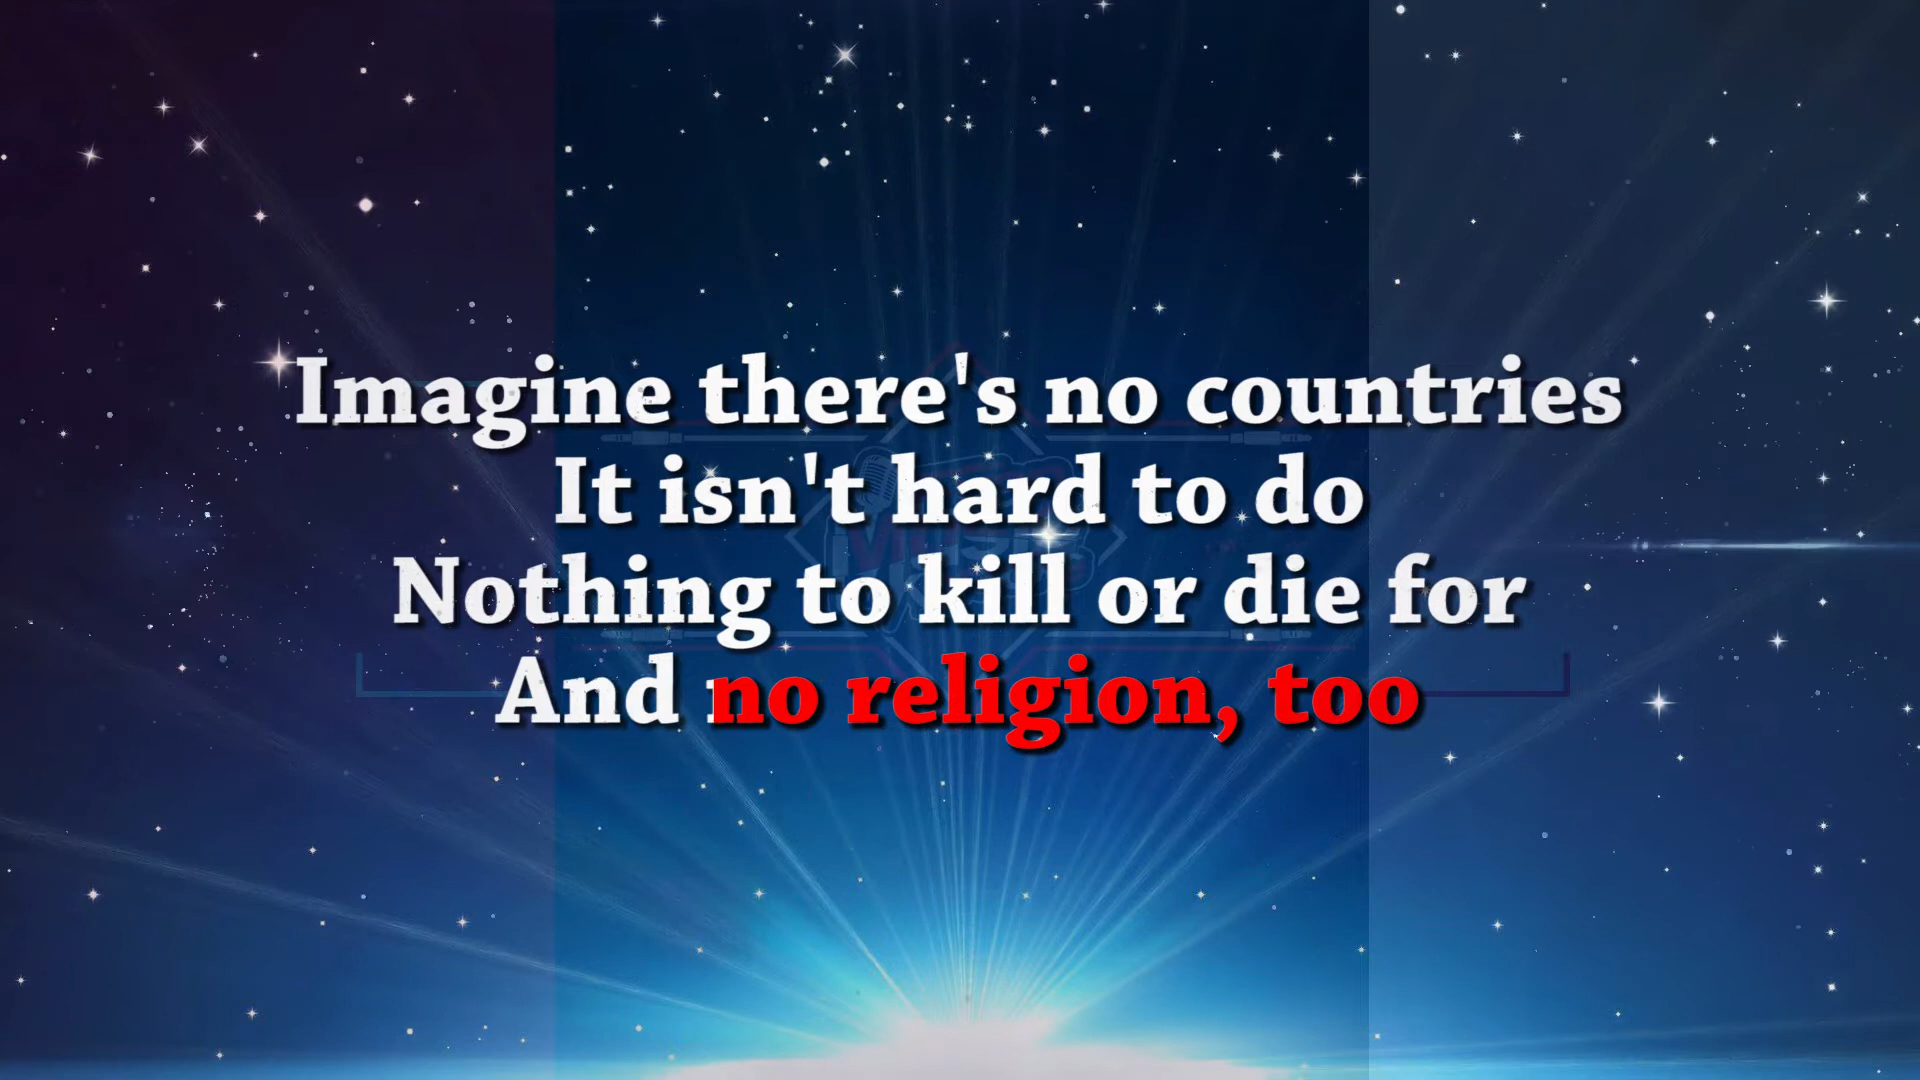 Imagine there's no countries
It isn't hard to do
Nothing to kill or die for
And no religion, too